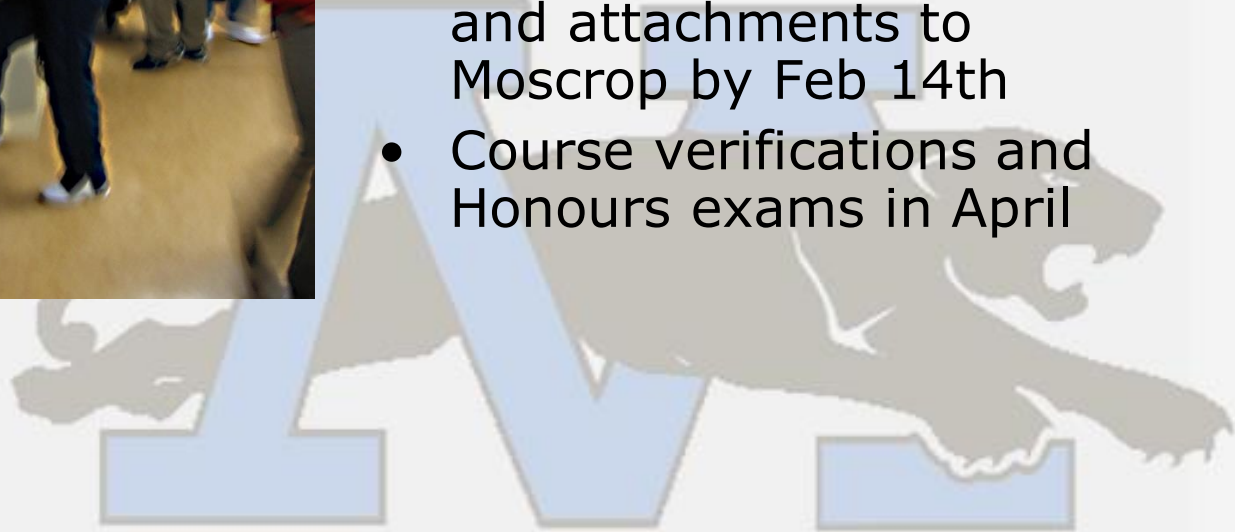 and attachments to
Moscrop by Feb 14th
• Course verifications and
Honours exams in April